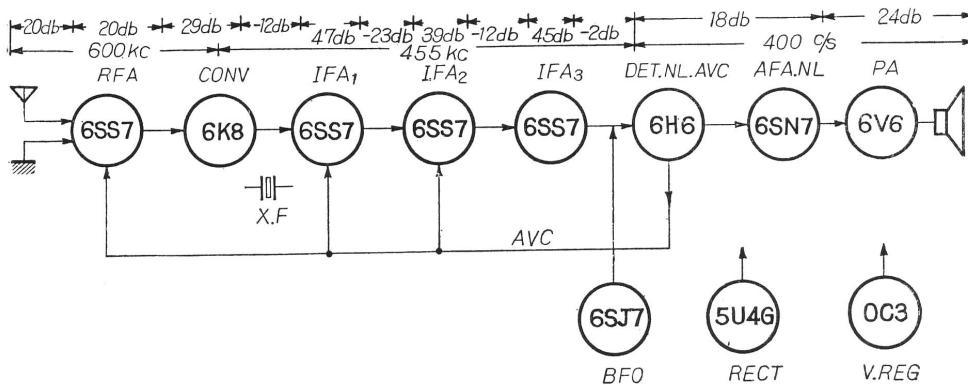 20db 20db 29db -12db 47db -23db 39db -12db 45db -2db 18db 24db
600kc 455kc 400 c/s
RFA CONV IFA1 IFA2 IFA3 DET.NL.AVC AFA.NL PA
6SS7 6K8 6SS7 6SS7 6SS7 6H6 6SN7 6V6
X.F
AVC
6SJ7 5U4G OC3
BFO RECT V.REG